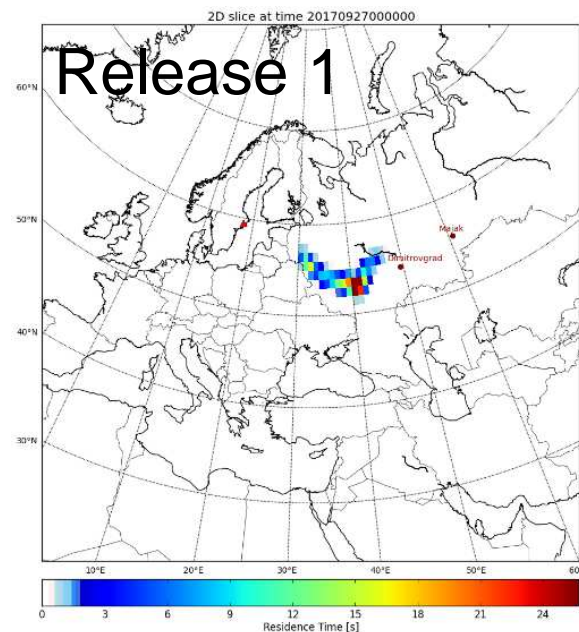 2D slice at time 20170927000000
Release 1
60°N
50°N
40°N
30°N
Majak
Dimitrovgrad
10°E 20°E 30°E 40°E 50°E 60
0 3 6 9 12 15 18 21 24
Residence Time [s]